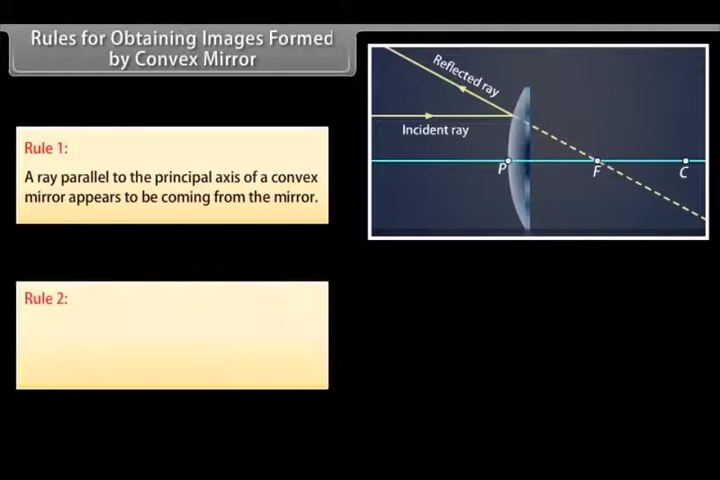 Rules for Obtaining Images Formed
by Convex Mirror
Reflected ray
Incident ray
P
F
C
Rule 1:
A ray parallel to the principal axis of a convex
mirror appears to be coming from the mirror.
Rule 2: